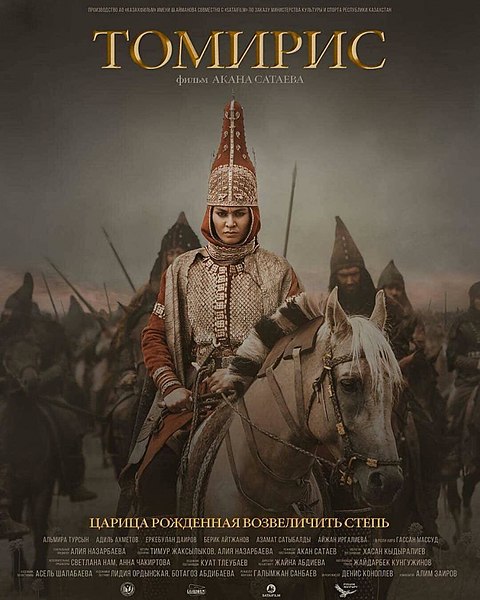 ПРОИЗВОДСТВО АО «КАЗАХФИЛЬМ» ИМЕНИ Ш.АЙМАНОВА СОВМЕСТНО С «SATAIFILM» ПО ЗАКАЗУ МИНИСТЕРСТВА КУЛЬТУРЫ И СПОРТА РЕСПУБЛИКИ КАЗАХСТАН
ТОМИРИС
фильм АКАНА САТАЕВА
ЦАРИЦА РОЖДЕННАЯ ВОЗВЕЛИЧИТЬ СТЕПЬ
АЛЬМИРА ТУРСЫН АДИЛЬ АХМЕТОВ ЕРКЕБУЛАН ДАИРОВ БЕРИК АЙТЖАНОВ АЗАМАТ САТЫБАЛДЫ АЙЖАН ЛИГ ГАССАН МАССУД
АЛИЯ НАЗАРБАЕВА ТИМУР ЖАКСЫЛЫКОВ, АЛИЯ НАЗАРБАЕВА АКАН САТАЕВ ХАСАН КЫДЫРАЛИЕВ
СВЕТЛАНА НАМ, АННА ЧАКИРТОВА КУАТ ТЛЕУБАЕВ ЖАЙНА АБДИЕВА ЖАЙДАРБЕК КУНГУЖИНОВ
АСЕЛЬ ШАЛАБАЕВА ЛИДИЯ ОРДЫНСКАЯ, БОТАГОЗ АБДИБАЕВА ГАЛЫМЖАН САНБАЕВ ДЕНИС КОНОПЛЕВ АЛИМ ЗАИРОВ
SATAIFILM